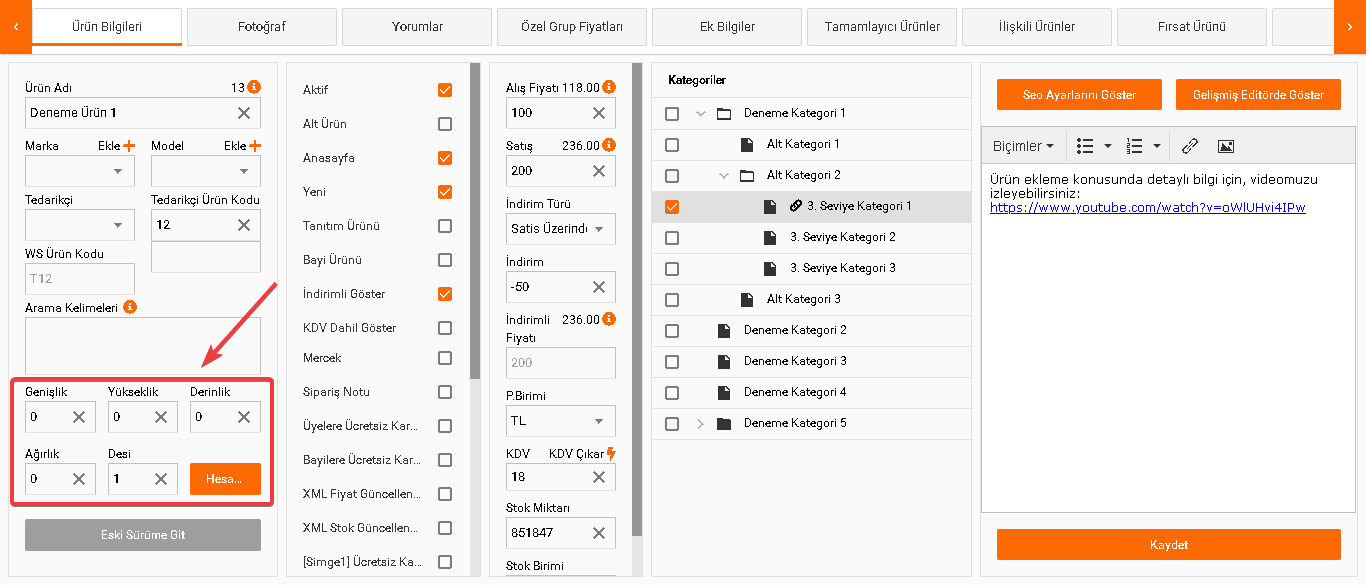 Ürün Bilgileri
Fotoğraf
Yorumlar
Özel Grup Fiyatları
Ek Bilgiler
Tamamlayıcı Ürünler
İlişkili Ürünler
Fırsat Ürünü
Ürün Adı 13
Deneme Ürün 1
Marka Ekle
Model Ekle
Tedarikçi
Tedarikçi Ürün Kodu
12
WS Ürün Kodu
T12
Arama Kelimeleri
Genişlik Yükseklik Derinlik
0 0 0
Ağırlık Desi
0 1 Hesa...
Eski Sürüme Git
Aktif
Alt Ürün
Anasayfa
Yeni
Tanıtım Ürünü
Bayi Ürünü
İndirimli Göster
KDV Dahil Göster
Mercek
Sipariş Notu
Üyelere Ücretsiz Kar...
Bayilere Ücretsiz Kar...
XML Fiyat Güncellen...
XML Stok Güncellen...
[Simge1] Ücretsiz Ka...
Alış Fiyatı 118.00
100
Satış 236.00
200
İndirim Türü
Satis Üzerind
İndirim
-50
İndirimli Fiyatı 236.00
200
P.Birimi
TL
KDV KDV Çıkar
18
Stok Miktarı
851847
Stok Birimi
Kategoriler
Deneme Kategori 1
Alt Kategori 1
Alt Kategori 2
3. Seviye Kategori 1
3. Seviye Kategori 2
3. Seviye Kategori 3
Alt Kategori 3
Deneme Kategori 2
Deneme Kategori 3
Deneme Kategori 4
Deneme Kategori 5
Seo Ayarlarını Göster
Gelişmiş Editörde Göster
Biçimler
Ürün ekleme konusunda detaylı bilgi için, videomuzu
izleyebilirsiniz:
https://www.youtube.com/watch?v=oWlUHvi4IPw
Kaydet